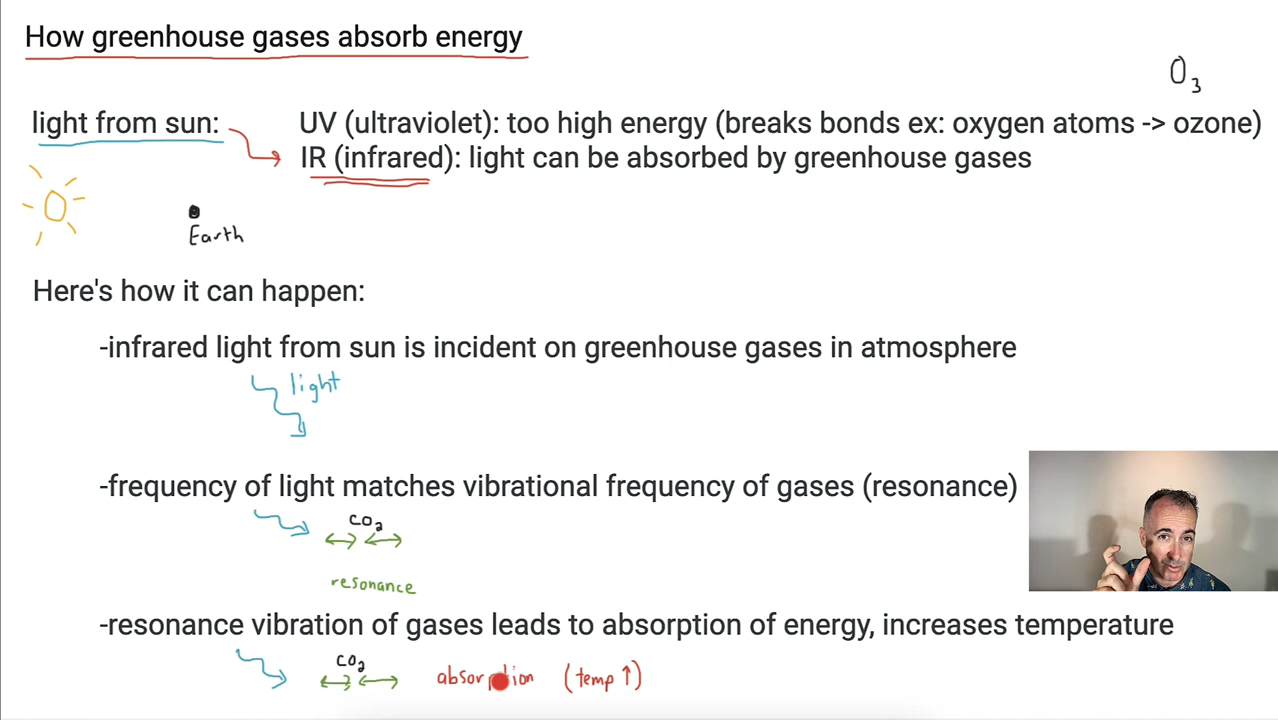 How greenhouse gases absorb energy
O3
light from sun:
UV (ultraviolet): too high energy (breaks bonds ex: oxygen atoms -> ozone)
IR (infrared): light can be absorbed by greenhouse gases
Earth
Here's how it can happen:
-infrared light from sun is incident on greenhouse gases in atmosphere
light
-frequency of light matches vibrational frequency of gases (resonance)
CO2
resonance
-resonance vibration of gases leads to absorption of energy, increases temperature
CO2
absorption (temp ↑)